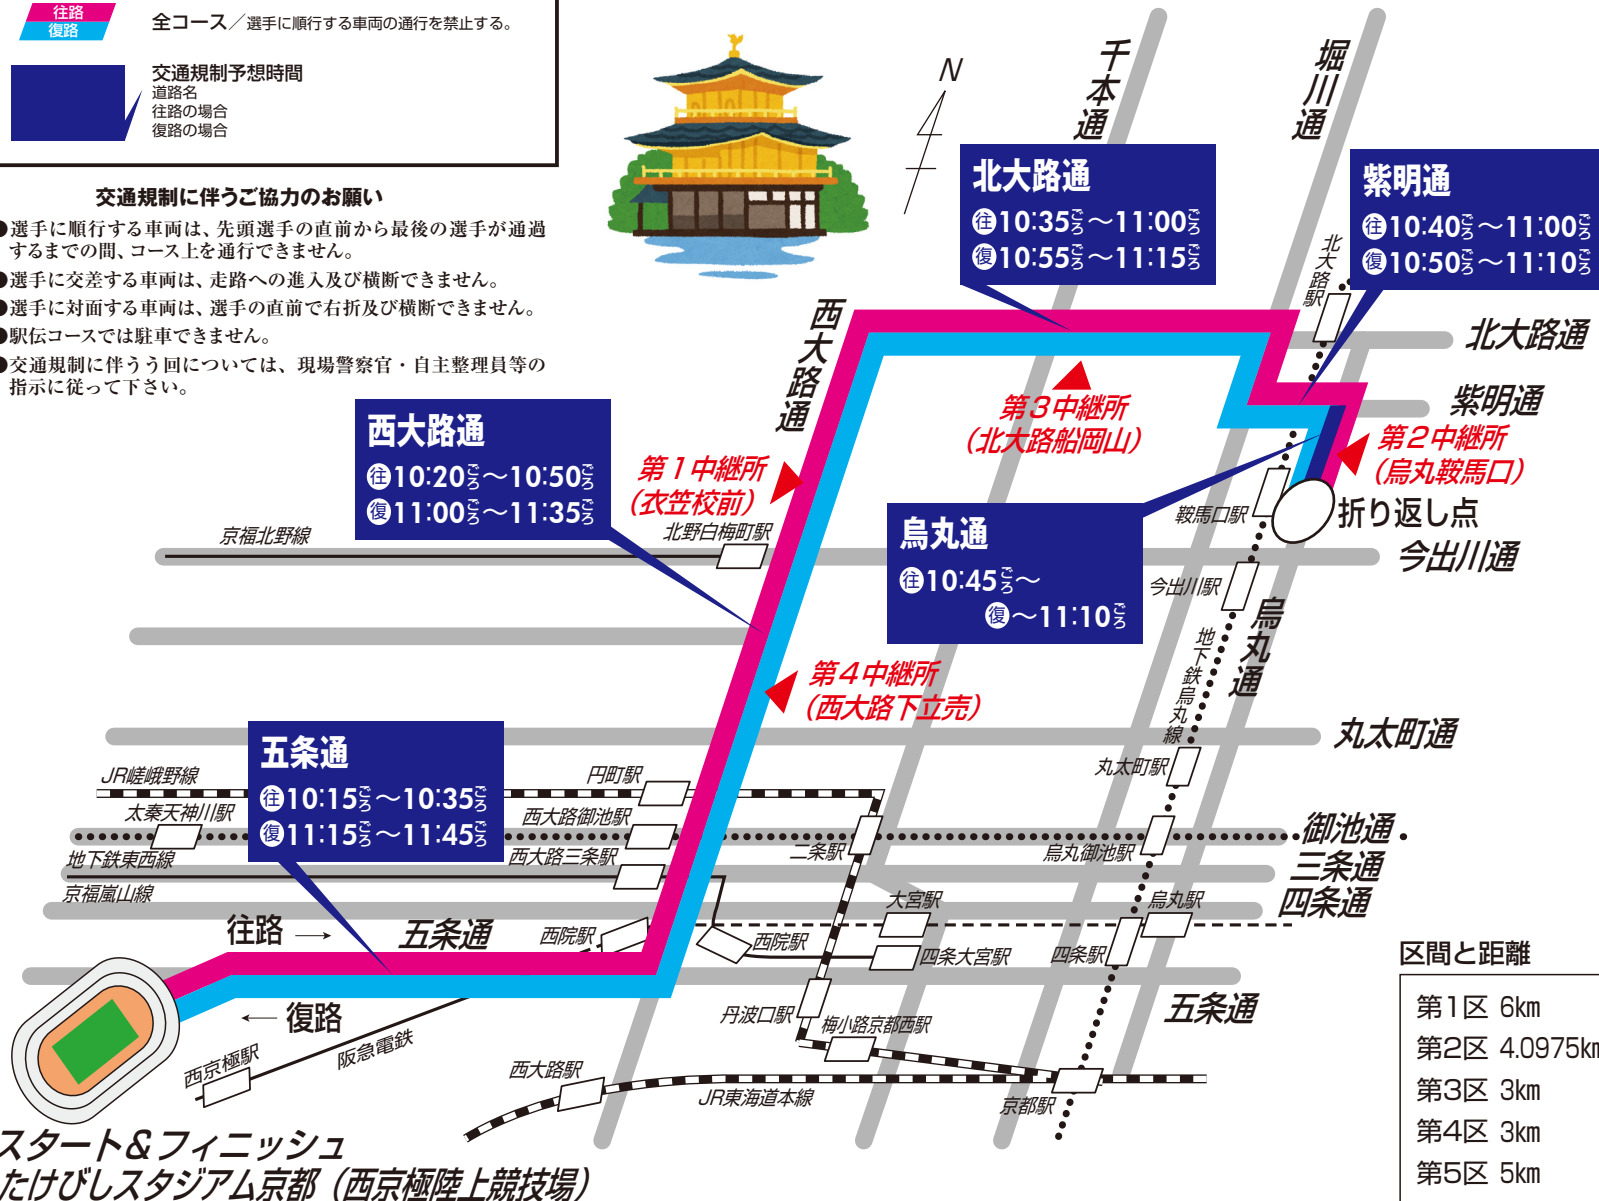 往路
復路
全コース／選手に順行する車両の通行を禁止する。
交通規制予想時間
道路名
往路の場合
復路の場合
交通規制に伴うご協力のお願い
●選手に順行する車両は、先頭選手の直前から最後の選手が通過
するまでの間、コース上を通行できません。
●選手に交差する車両は、走路への進入及び横断できません。
●選手に対面する車両は、選手の直前で右折及び横断できません。
●駅伝コースでは駐車できません。
●交通規制に伴うう回については、現場警察官・自主整理員等の
指示に従って下さい。
N
千本通
堀川通
北大路通
往10:35ごろ～11:00ごろ
復10:55ごろ～11:15ごろ
紫明通
往10:40ごろ～11:00ごろ
復10:50ごろ～11:10ごろ
北大路駅
西大路通
北大路通
紫明通
第3中継所
（北大路船岡山）
第2中継所
（烏丸鞍馬口）
西大路通
往10:20ごろ～10:50ごろ
復11:00ごろ～11:35ごろ
第1中継所
（衣笠校前）
鞍馬口駅
折り返し点
京福北野線
北野白梅町駅
烏丸通
往10:45ごろ～
復～11:10ごろ
今出川通
今出川駅
烏丸通
地下鉄烏丸線
第4中継所
（西大路下立売）
丸太町通
五条通
往10:15ごろ～10:35ごろ
復11:15ごろ～11:45ごろ
JR嵯峨野線
円町駅
丸太町駅
太秦天神川駅
西大路御池駅
御池通
地下鉄東西線
西大路三条駅
二条駅
烏丸御池駅
三条通
京福嵐山線
大宮駅
烏丸駅
四条通
往路 →
五条通
西院駅
西院駅
四条大宮駅
四条駅
区間と距離
← 復路
丹波口駅
梅小路京都西駅
五条通
第1区 6km
第2区 4.0975km
第3区 3km
第4区 3km
第5区 5km
西京極駅
阪急電鉄
西大路駅
JR東海道本線
京都駅
スタート＆フィニッシュ
たけびしスタジアム京都（西京極陸上競技場）